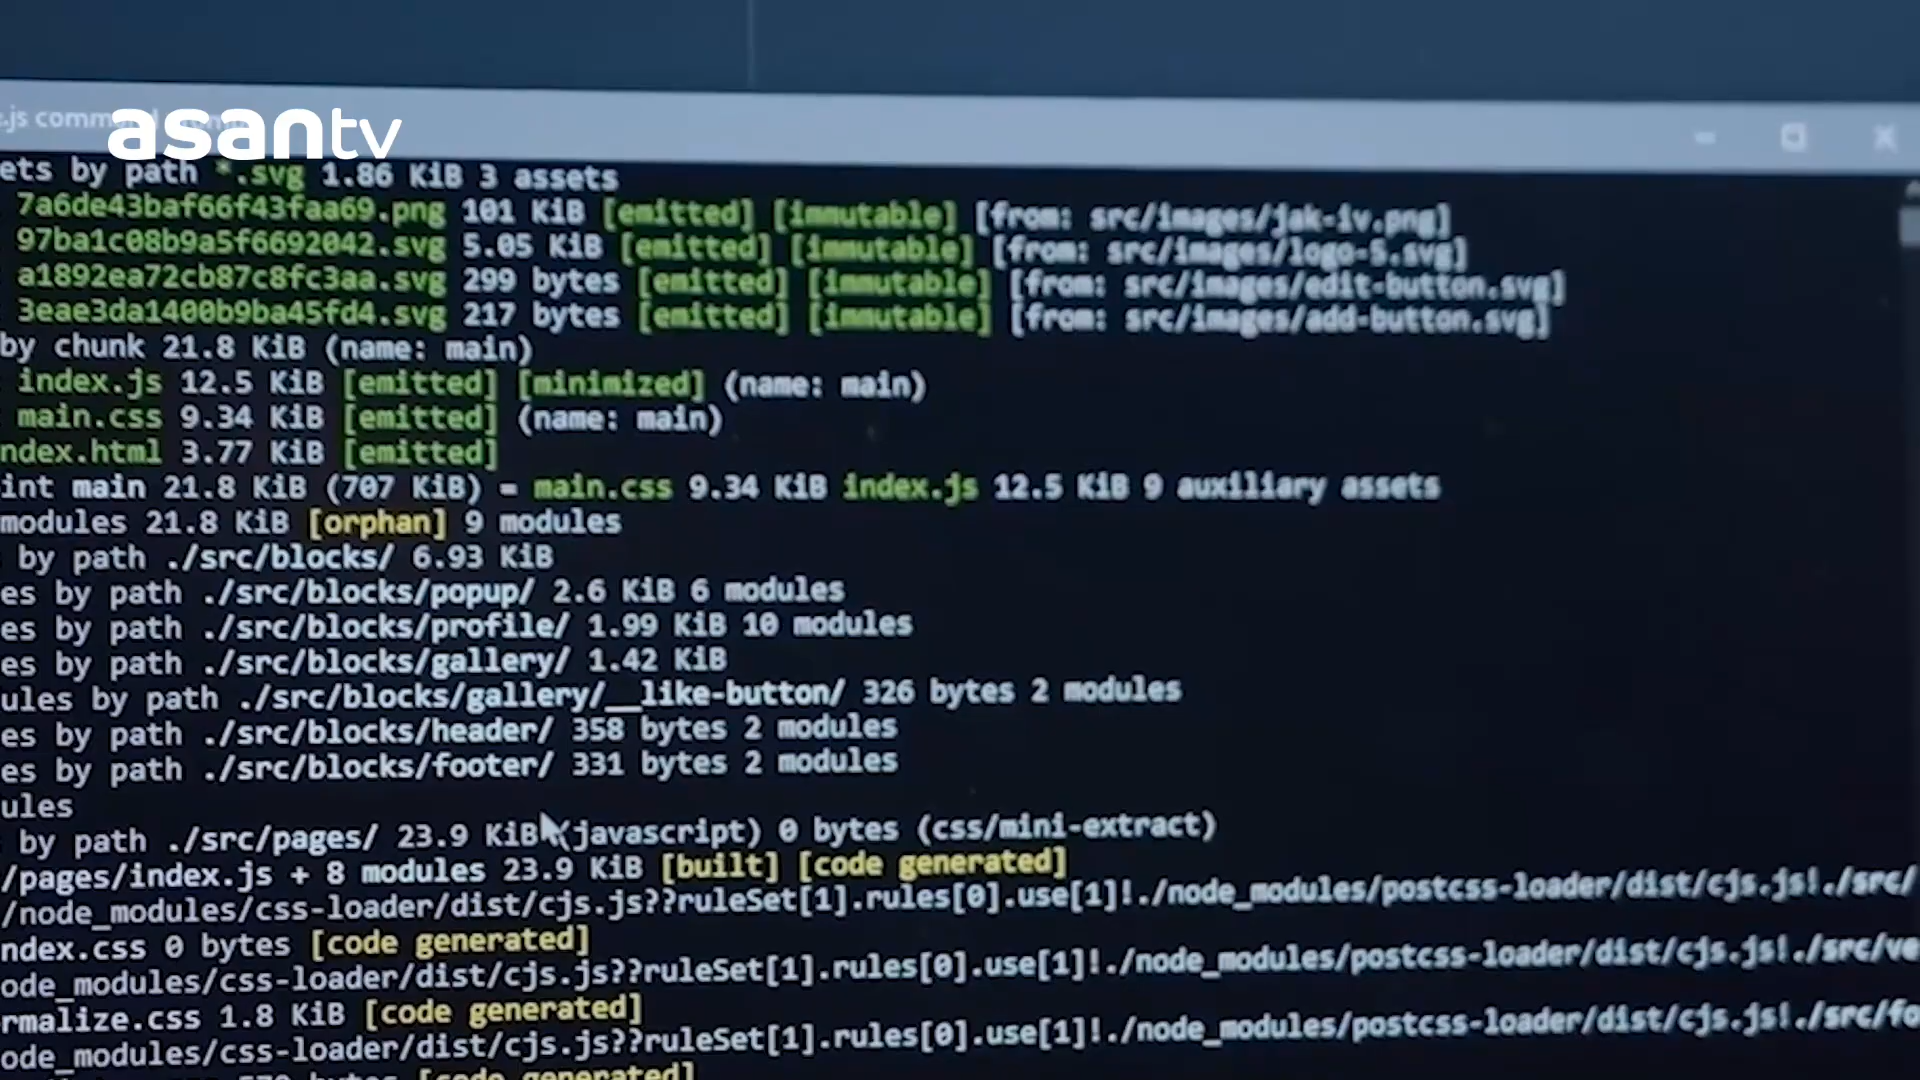 asantv
.js comm
ets by path *.svg 1.86 KiB 3 assets
7a6de43baf66f43faa69.png 101 KiB [emitted] [immutable] [from: src/images/jak-iv.png]
97ba1c08b9a5f6692042.svg 5.05 KiB [emitted] [immutable] [from: src/images/logo-5.svg]
a1892ea72cb87c8fc3aa.svg 299 bytes [emitted] [immutable] [from: src/images/edit-button.svg]
3eae3da1400b9ba45fd4.svg 217 bytes [emitted] [immutable] [from: src/images/add-button.svg]
by chunk 21.8 KiB (name: main)
index.js 12.5 KiB [emitted] [minimized] (name: main)
main.css 9.34 KiB [emitted] (name: main)
ndex.html 3.77 KiB [emitted]
int main 21.8 KiB (707 KiB) = main.css 9.34 KiB index.js 12.5 KiB 9 auxiliary assets
modules 21.8 KiB [orphan] 9 modules
by path ./src/blocks/ 6.93 KiB
es by path ./src/blocks/popup/ 2.6 KiB 6 modules
es by path ./src/blocks/profile/ 1.99 KiB 10 modules
es by path ./src/blocks/gallery/ 1.42 KiB
ules by path ./src/blocks/gallery/__like-button/ 326 bytes 2 modules
es by path ./src/blocks/header/ 358 bytes 2 modules
es by path ./src/blocks/footer/ 331 bytes 2 modules
ules
by path ./src/pages/ 23.9 KiB (javascript) 0 bytes (css/mini-extract)
/pages/index.js + 8 modules 23.9 KiB [built] [code generated]
/node_modules/css-loader/dist/cjs.js??ruleSet[1].rules[0].use[1]!./node_modules/postcss-loader/dist/cjs.js!./src/
ndex.css 0 bytes [code generated]
ode_modules/css-loader/dist/cjs.js??ruleSet[1].rules[0].use[1]!./node_modules/postcss-loader/dist/cjs.js!./src/ve
rmalize.css 1.8 KiB [code generated]
ode_modules/css-loader/dist/cjs.js??ruleSet[1].rules[0].use[1]!./node_modules/postcss-loader/dist/cjs.js!./src/fo
[code generated]